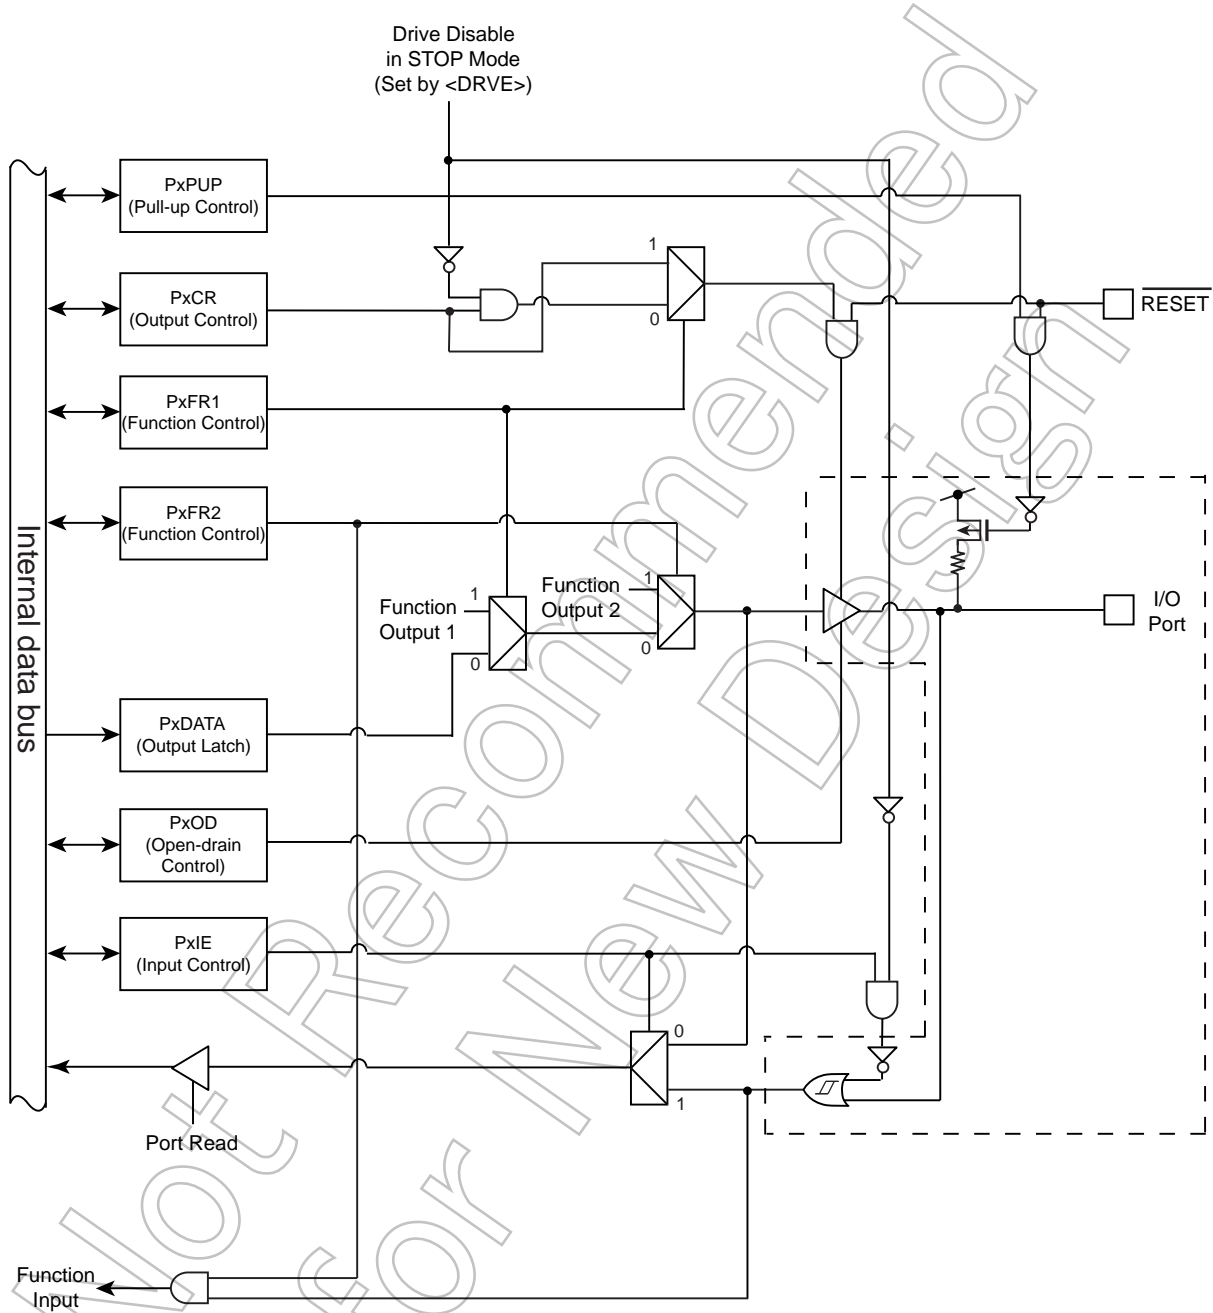 Drive Disable
in STOP Mode
(Set by <DRVE>)
PxPUP
(Pull-up Control)
1
PxCR
(Output Control)
0
RESET
PxFR1
(Function Control)
PxFR2
(Function Control)
Internal data bus
1
Function
Output 1
0
1
Function
Output 2
0
I/O
Port
PxDATA
(Output Latch)
PxOD
(Open-drain
Control)
PxIE
(Input Control)
0
1
Port Read
Function
Input
Not Recommended
for New Design